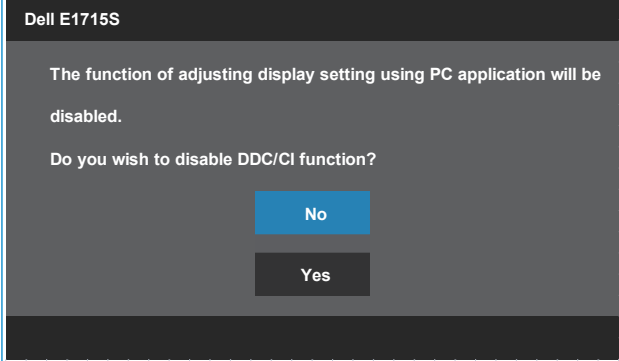 Dell E1715S
The function of adjusting display setting using PC application will be
disabled.
Do you wish to disable DDC/CI function?
No
Yes